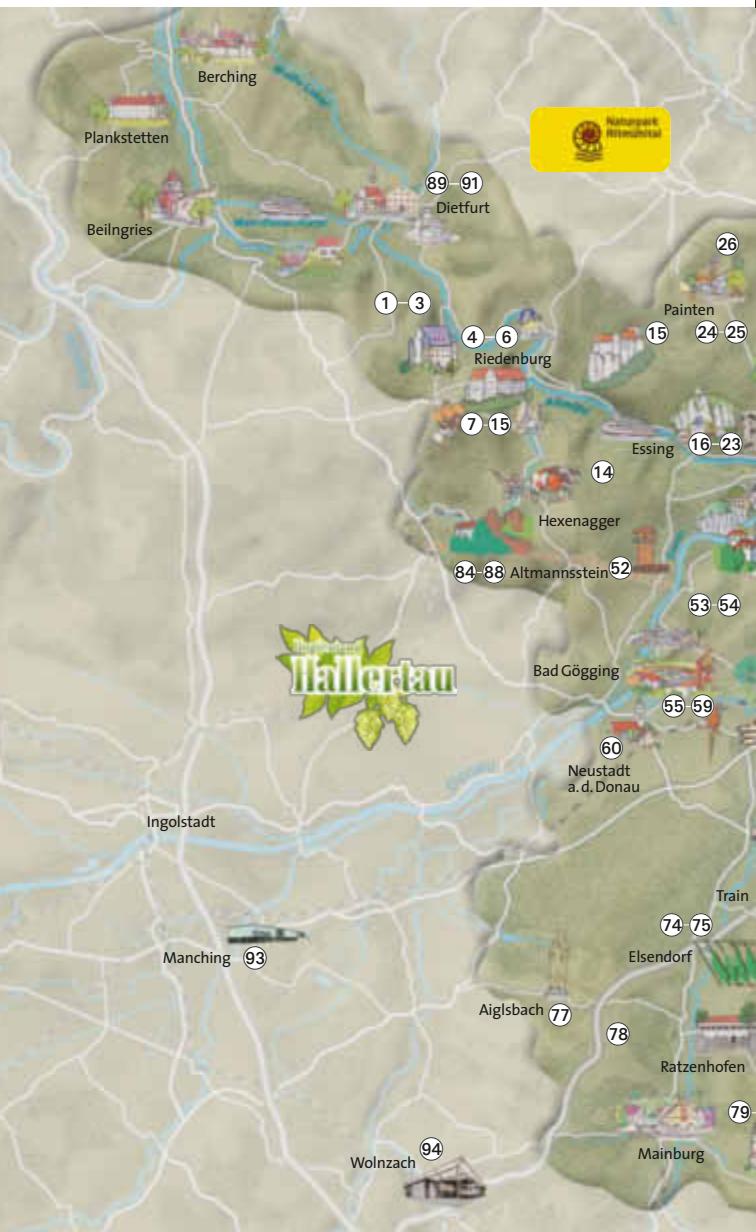 Berching
Plankstetten
Naturpark
Altmühltal
89 91
Dietfurt
Beilngries
26
1 3
Painten
15 24 25
4 6
Riedenburg
7 15
Essing 16 23
14
Hexenagger
84 88 Altmannsstein 52
53 54
Hallertau
Bad Gögging
55 59
60
Neustadt
a. d. Donau
Ingolstadt
Train
74 75
Manching 93
Elsendorf
Aiglsbach 77
78
Ratzenhofen
79
94
Wolnzach
Mainburg